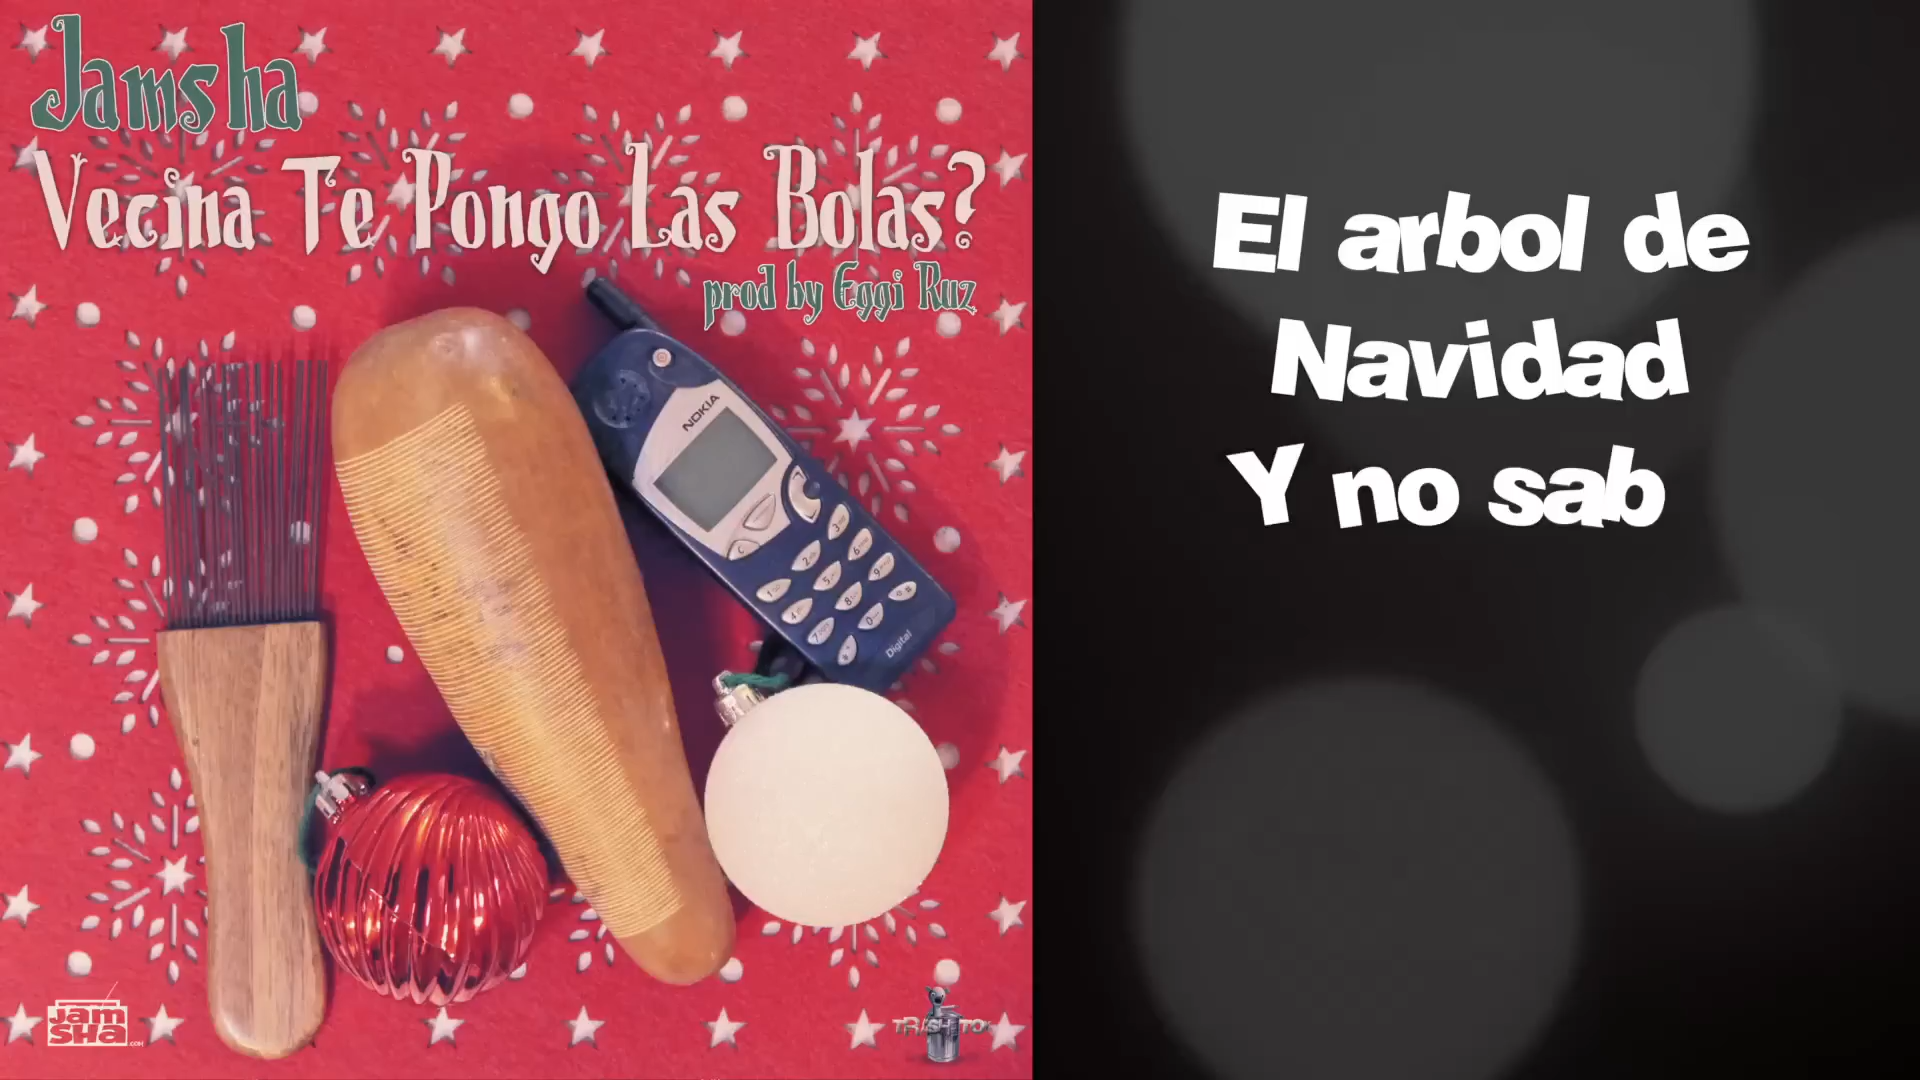 Jamsha
Vecina Te Pongo Las Bolas?
prod by Eggi Ruz
NOKIA
Digital
Jam
SHa
.com
El arbol de
Navidad
Y no sab